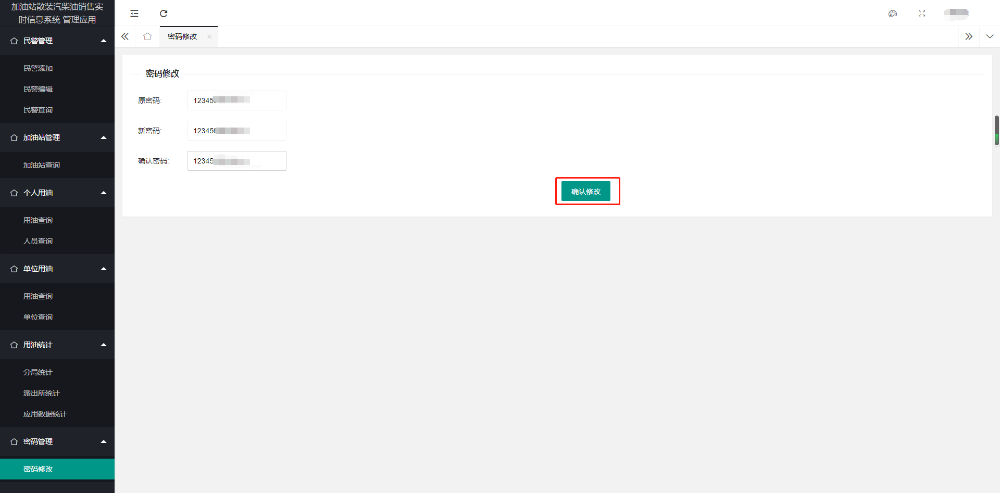 加油站散装汽柴油销售实
时信息系统 管理应用
民警管理
民警添加
民警编辑
民警查询
加油站管理
加油站查询
个人用油
用油查询
人员查询
单位用油
用油查询
单位查询
用油统计
分局统计
派出所统计
应用数据统计
密码管理
密码修改
密码修改
密码修改
原密码: 12345
新密码: 123456
确认密码: 12345
确认修改